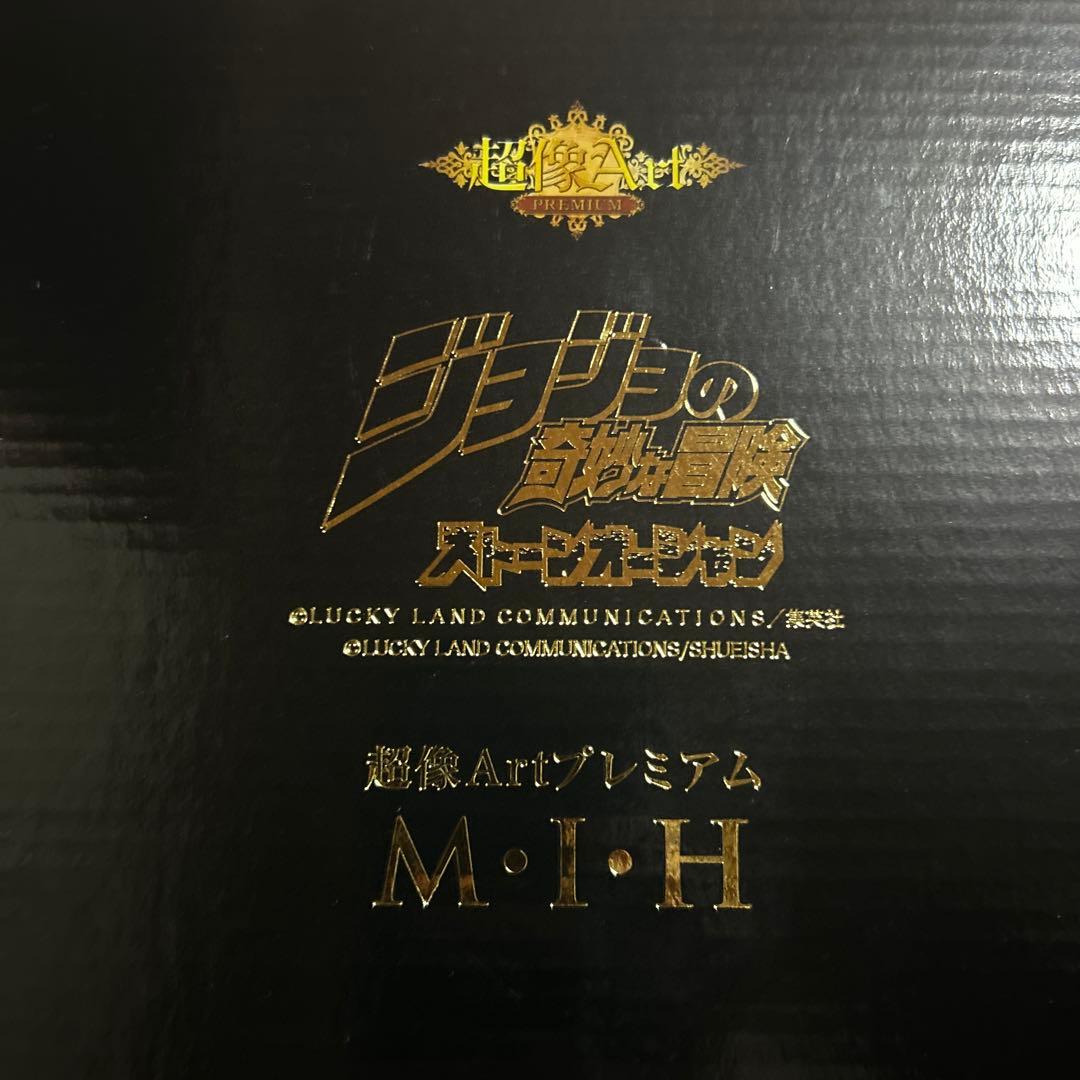 超像Art
PREMIUM
ジョジョの
奇妙な冒険
ストーンオーシャン
©LUCKY LAND COMMUNICATIONS/集英社
©LUCKY LAND COMMUNICATIONS/SHUEISHA
超像Artプレミアム
M・I・H